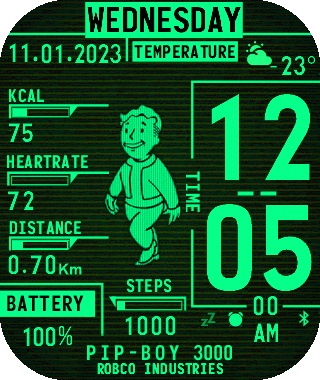 WEDNESDAY
11.01.2023 TEMPERATURE -23°
KCAL
75
HEARTRATE
72
DISTANCE
0.70Km
TIME
12
05
00
AM
STEPS
1000
BATTERY
100%
zZ
PIP-BOY 3000
ROBCO INDUSTRIES